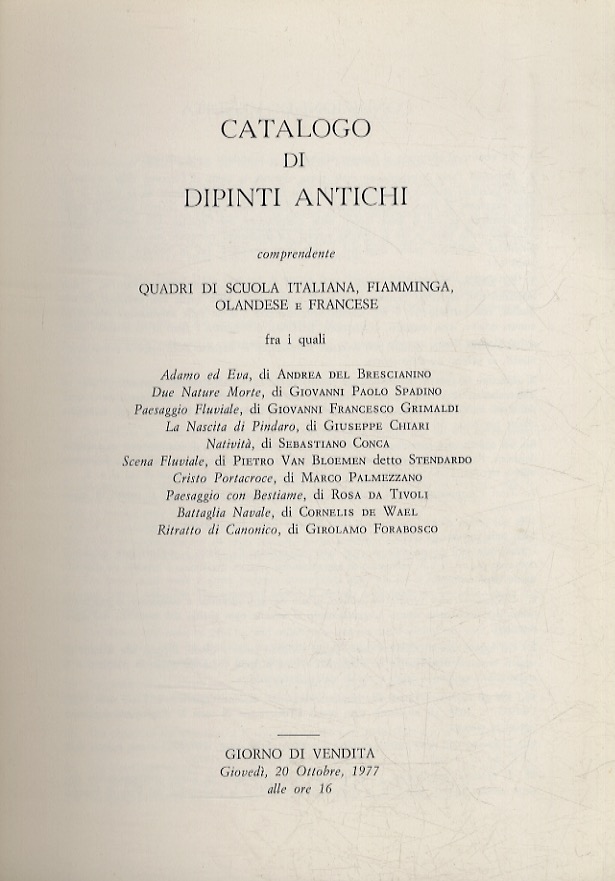 CATALOGO
DI
DIPINTI ANTICHI
comprendente
QUADRI DI SCUOLA ITALIANA, FIAMMINGA,
OLANDESE E FRANCESE
fra i quali
Adamo ed Eva, di ANDREA DEL BRESCIANINO
Due Nature Morte, di GIOVANNI PAOLO SPADINO
Paesaggio Fluviale, di GIOVANNI FRANCESCO GRIMALDI
La Nascita di Pindaro, di GIUSEPPE CHIARI
Natività, di SEBASTIANO CONCA
Scena Fluviale, di PIETRO VAN BLOEMEN detto STENDARDO
Cristo Portacroce, di MARCO PALMEZZANO
Paesaggio con Bestiame, di ROSA DA TIVOLI
Battaglia Navale, di CORNELIS DE WAEL
Ritratto di Canonico, di GIROLAMO FORABOSCO
GIORNO DI VENDITA
Giovedì, 20 Ottobre, 1977
alle ore 16